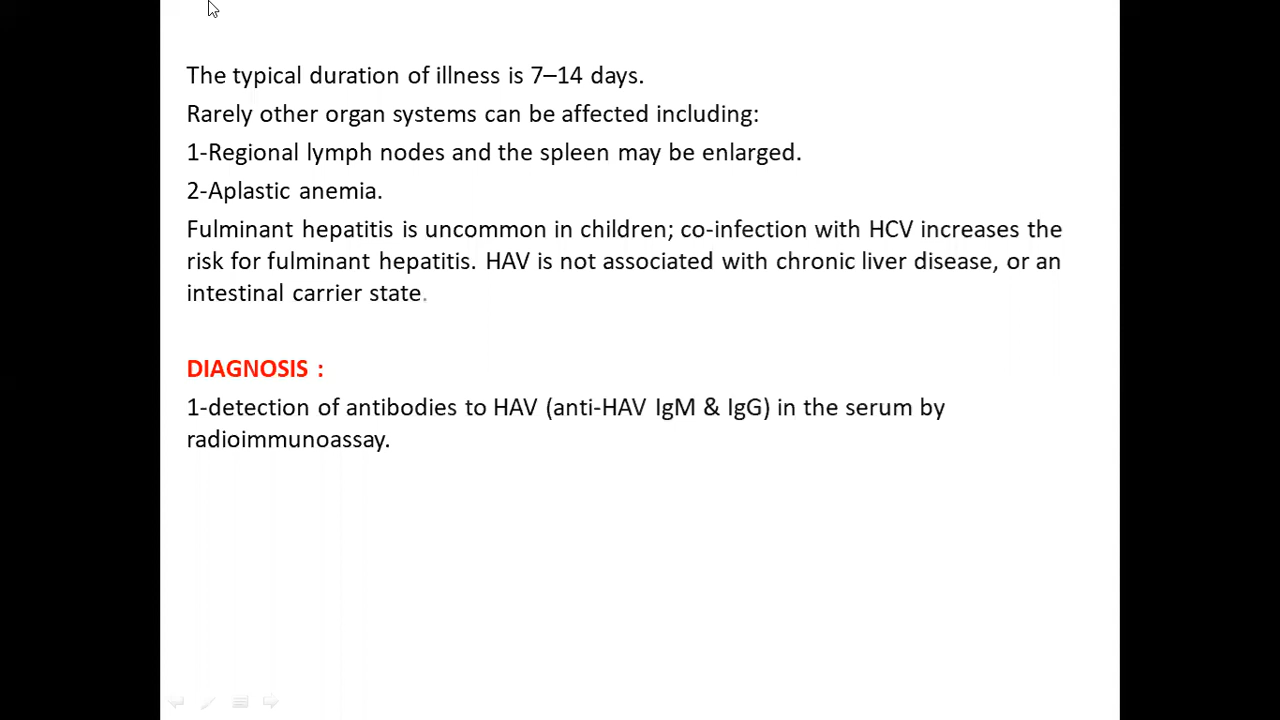 The typical duration of illness is 7–14 days.
Rarely other organ systems can be affected including:
1-Regional lymph nodes and the spleen may be enlarged.
2-Aplastic anemia.
Fulminant hepatitis is uncommon in children; co-infection with HCV increases the
risk for fulminant hepatitis. HAV is not associated with chronic liver disease, or an
intestinal carrier state.
DIAGNOSIS :
1-detection of antibodies to HAV (anti-HAV IgM & IgG) in the serum by
radioimmunoassay.